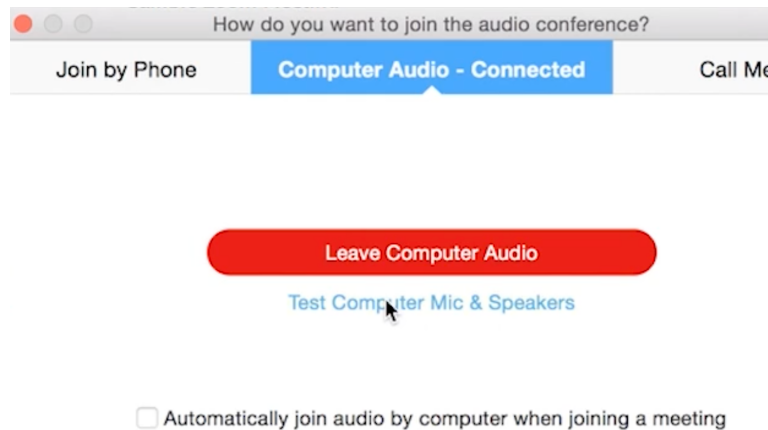 How do you want to join the audio conference?
Join by Phone
Computer Audio - Connected
Call Me
Leave Computer Audio
Test Computer Mic & Speakers
Automatically join audio by computer when joining a meeting